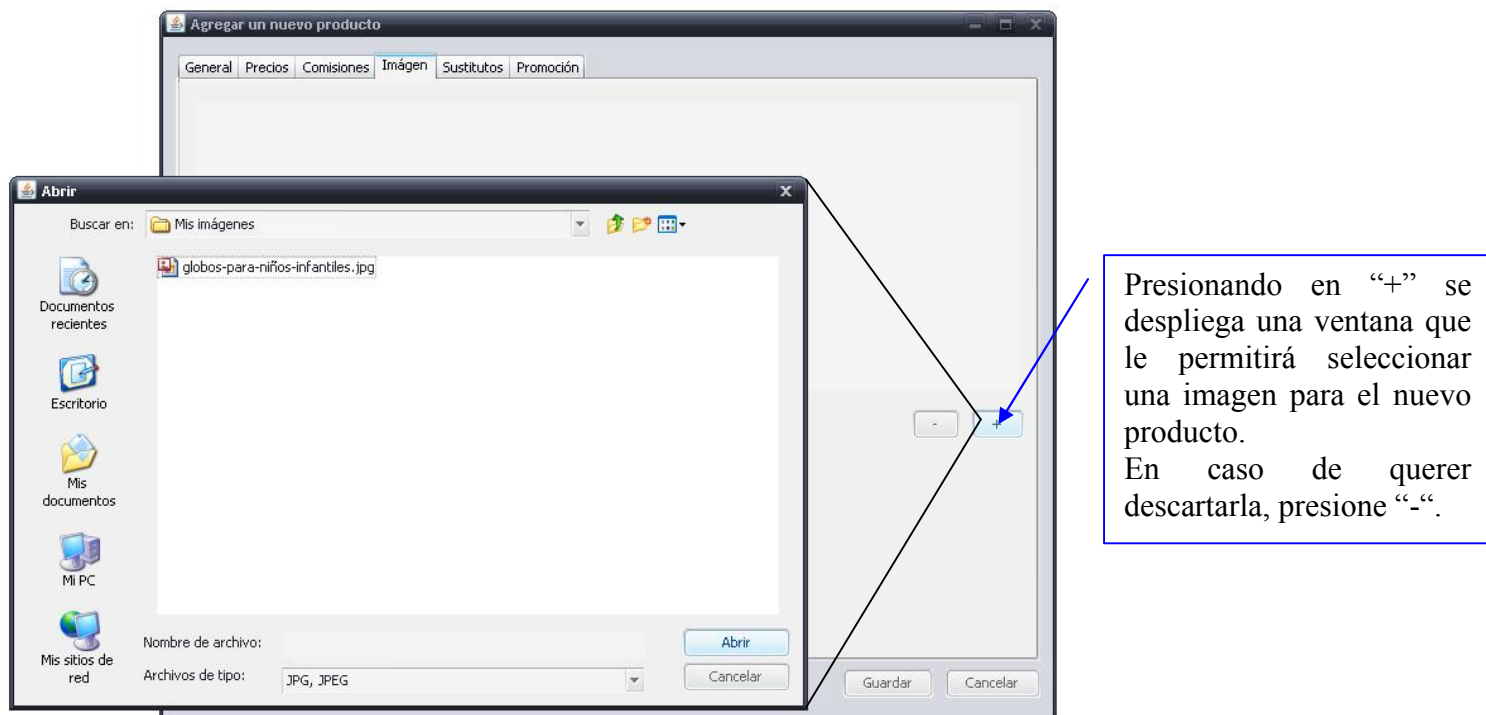 Agregar un nuevo producto
General Precios Comisiones Imágen Sustitutos Promoción
Abrir
Buscar en: Mis imágenes
globos-para-niños-infantiles.jpg
Documentos
recientes
Escritorio
Mis
documentos
Mi PC
Mis sitios de
red
Nombre de archivo:
Abrir
Archivos de tipo: JPG, JPEG
Cancelar
- +
Guardar Cancelar
Presionando en “+” se
despliega una ventana que
le permitirá seleccionar
una imagen para el nuevo
producto.
En caso de querer
descartarla, presione “-“.